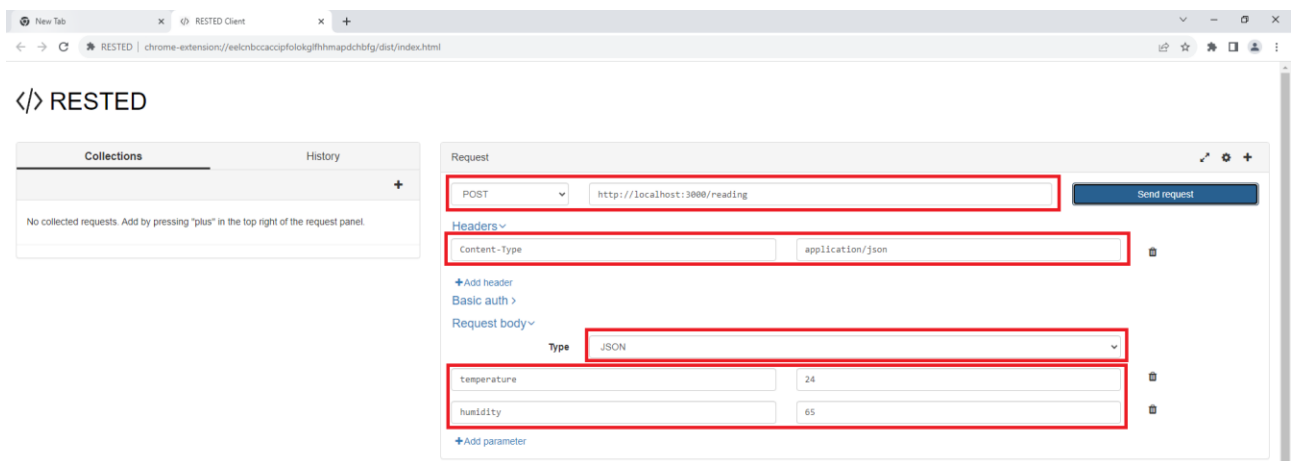 New Tab
RESTED Client
RESTED | chrome-extension://eelcnbccaccipfolokglfhhmapdchbfg/dist/index.html
</> RESTED
Collections
History
+
No collected requests. Add by pressing "plus" in the top right of the request panel.
Request
POST
http://localhost:3000/reading
Send request
Headers
Content-Type
application/json
+Add header
Basic auth >
Request body
Type
JSON
temperature
24
humidity
65
+Add parameter